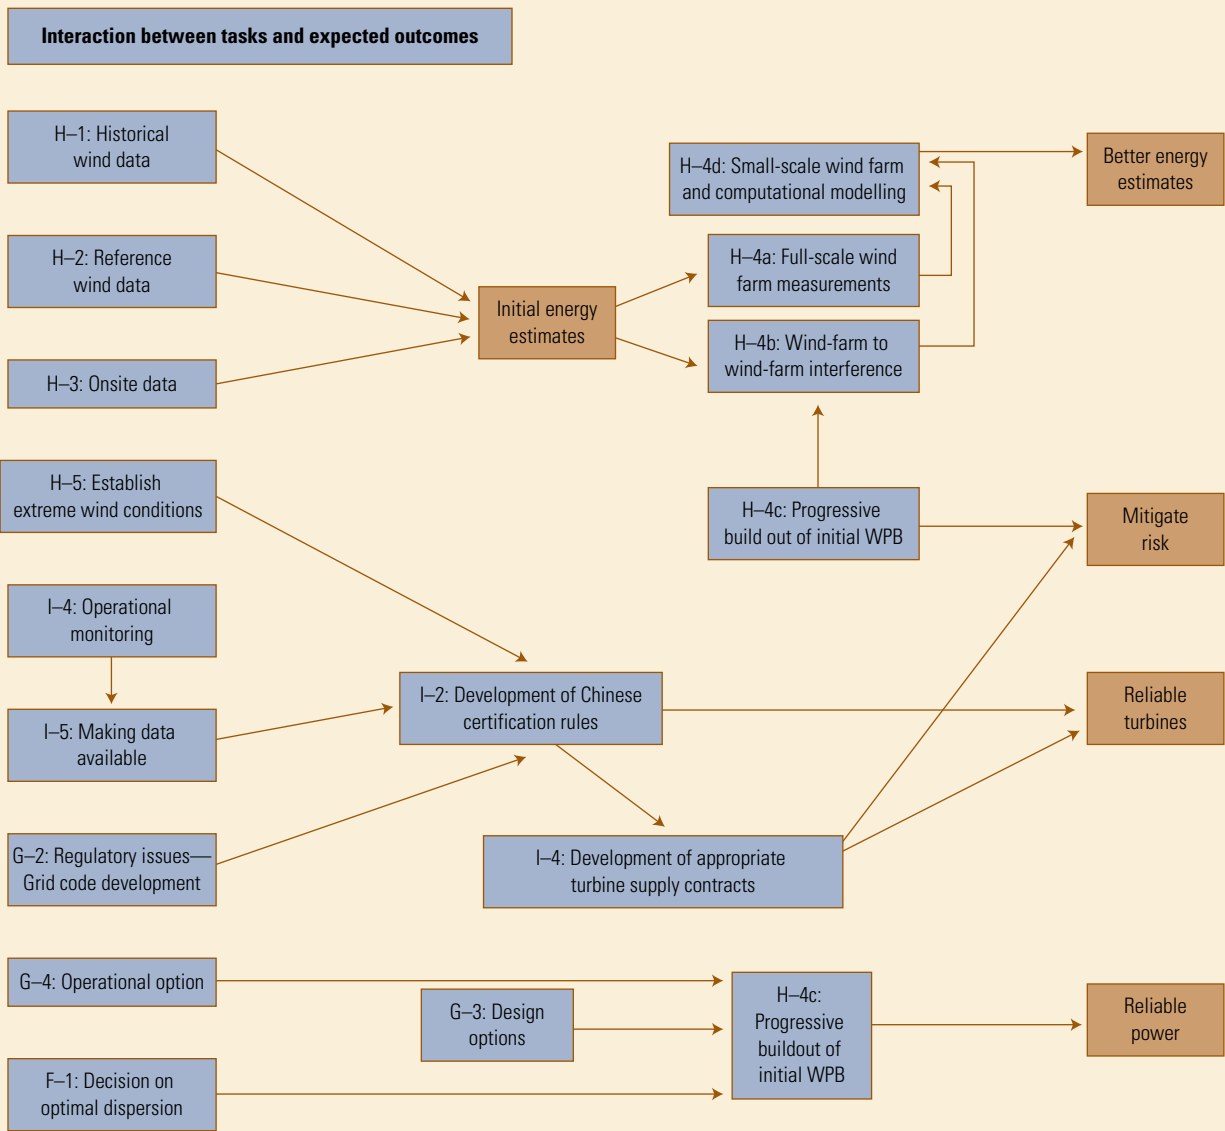 Interaction between tasks and expected outcomes
H–1: Historical
wind data
H–2: Reference
wind data
H–3: Onsite data
Initial energy
estimates
H–4d: Small-scale wind farm
and computational modelling
H–4a: Full-scale wind
farm measurements
H–4b: Wind-farm to
wind-farm interference
Better energy
estimates
H–5: Establish
extreme wind conditions
H–4c: Progressive
build out of initial WPB
Mitigate
risk
I–4: Operational
monitoring
I–5: Making data
available
I–2: Development of Chinese
certification rules
Reliable
turbines
G–2: Regulatory issues—
Grid code development
I–4: Development of appropriate
turbine supply contracts
G–4: Operational option
G–3: Design
options
F–1: Decision on
optimal dispersion
H–4c:
Progressive
buildout of
initial WPB
Reliable
power